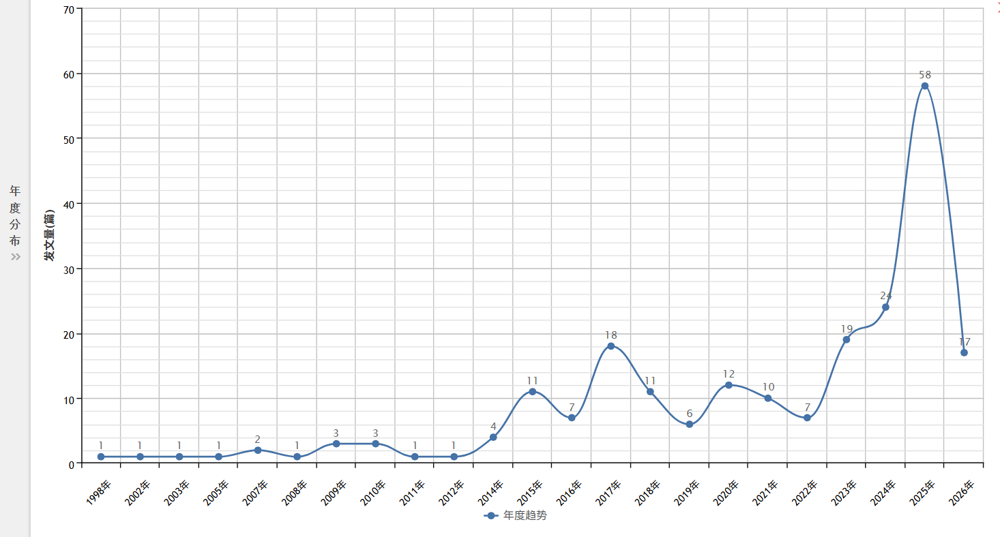 年度分布
发文量(篇)
70
60
50
40
30
20
10
0
1
1
1
1
2
1
3
3
1
1
4
11
7
18
11
6
12
10
7
19
24
58
17
1998年
2002年
2003年
2005年
2007年
2008年
2009年
2010年
2011年
2012年
2014年
2015年
2016年
2017年
2018年
2019年
2020年
2021年
2022年
2023年
2024年
2025年
2026年
年度趋势